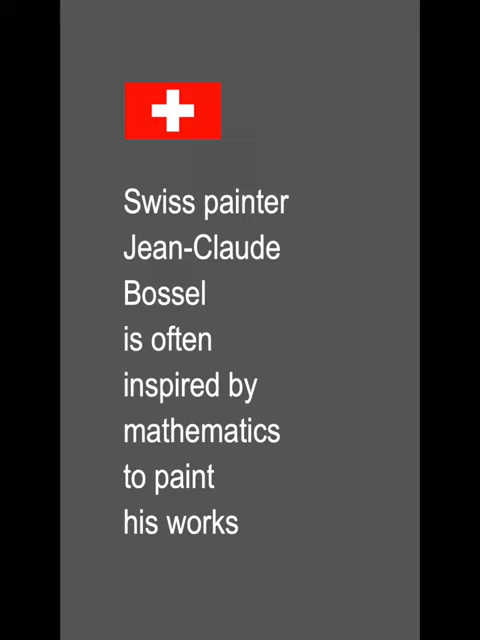 Swiss painter
Jean-Claude
Bossel
is often
inspired by
mathematics
to paint
his works